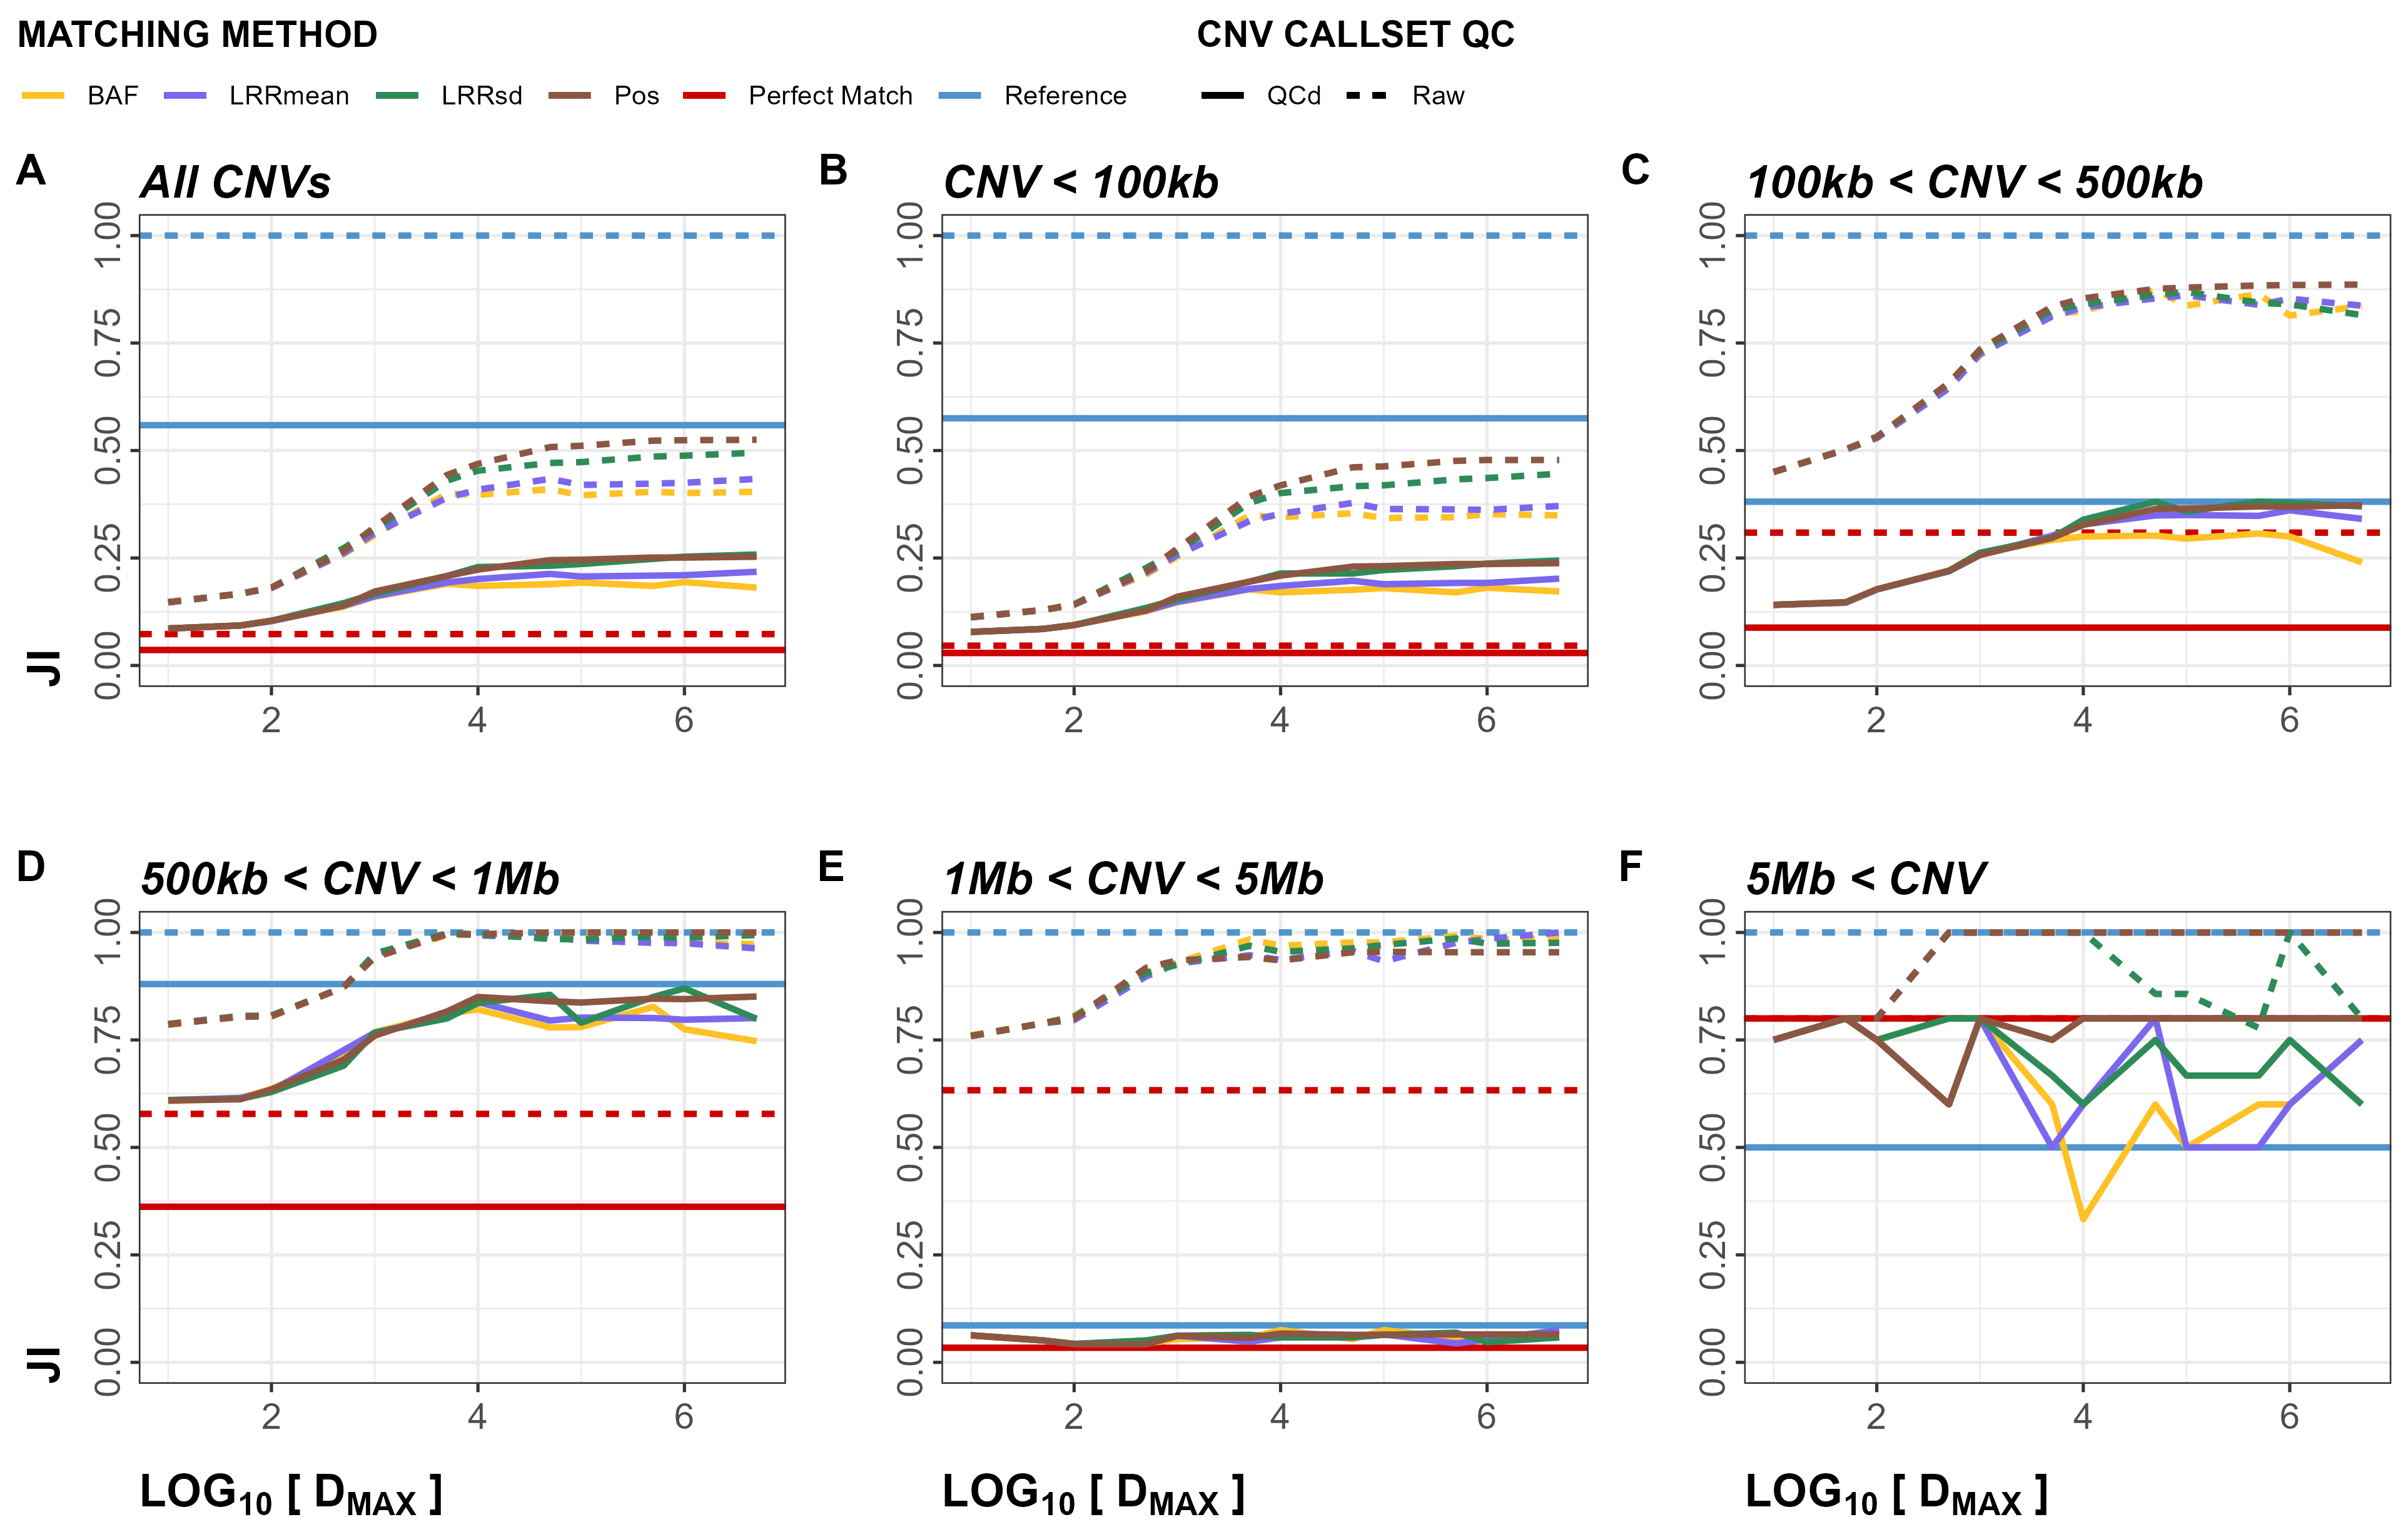 MATCHING METHOD CNV CALLSET QC
BAF LRRmean LRRsd Pos Perfect Match Reference QCd Raw
A All CNVs B CNV < 100kb C 100kb < CNV < 500kb
1.00 1.00 1.00
0.75 0.75 0.75
0.50 0.50 0.50
0.25 0.25 0.25
0.00 0.00 0.00
JI
2 4 6 2 4 6 2 4 6
D 500kb < CNV < 1Mb E 1Mb < CNV < 5Mb F 5Mb < CNV
1.00 1.00 1.00
0.75 0.75 0.75
0.50 0.50 0.50
0.25 0.25 0.25
0.00 0.00 0.00
JI
2 4 6 2 4 6 2 4 6
LOG10 [ DMAX ] LOG10 [ DMAX ] LOG10 [ DMAX ]